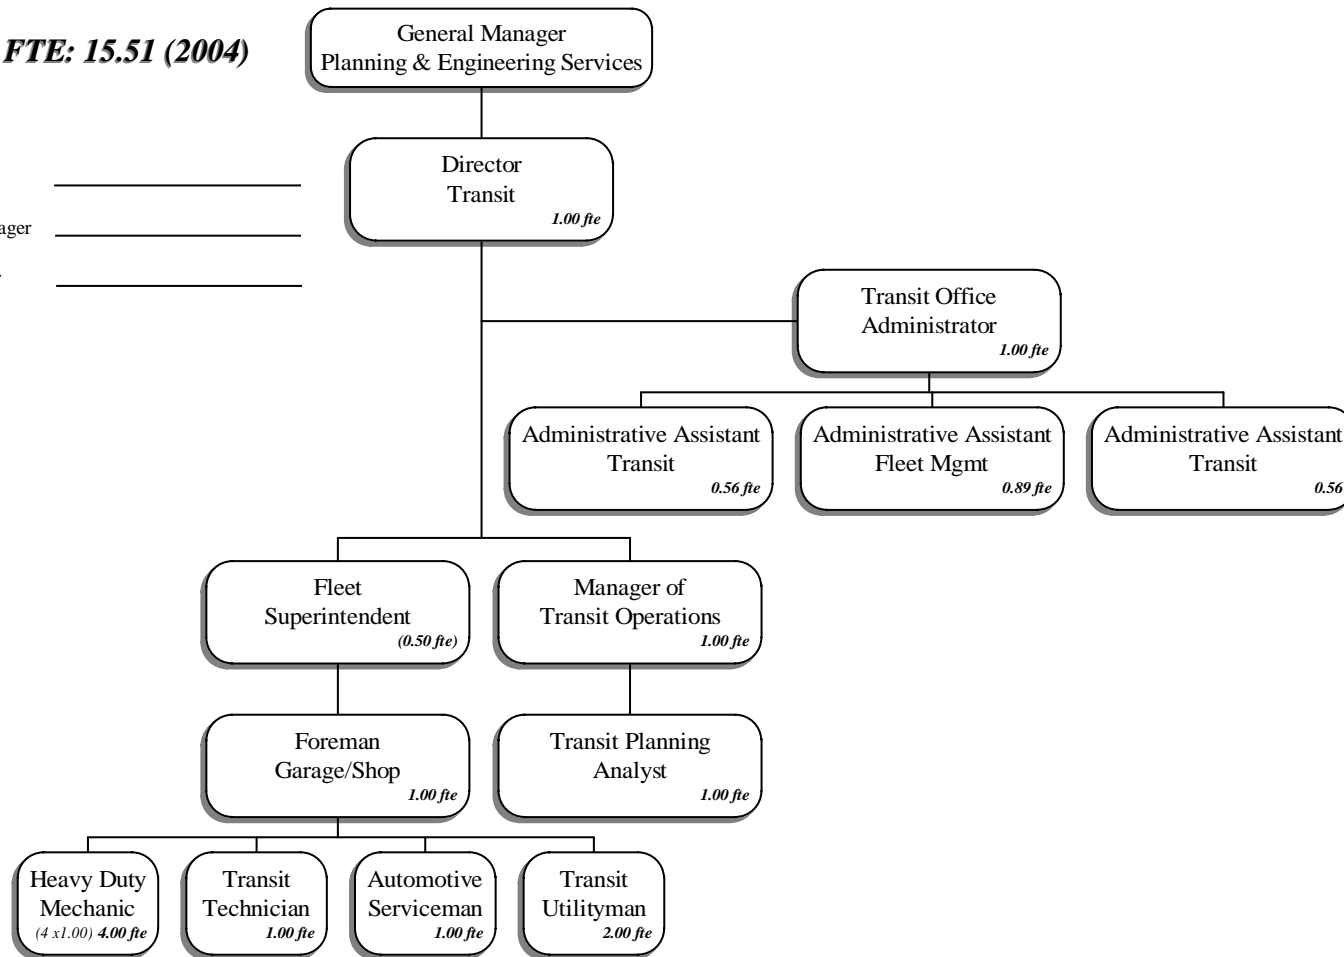 FTE: 15.51 (2004)
General Manager
Planning & Engineering Services
Director
Transit
1.00 fte
Transit Office
Administrator
1.00 fte
Administrative Assistant
Transit
0.56 fte
Administrative Assistant
Fleet Mgmt
0.89 fte
Administrative Assistant
Transit
0.56
Fleet
Superintendent
(0.50 fte)
Manager of
Transit Operations
1.00 fte
Foreman
Garage/Shop
1.00 fte
Transit Planning
Analyst
1.00 fte
Heavy Duty
Mechanic
(4 x1.00) 4.00 fte
Transit
Technician
1.00 fte
Automotive
Serviceman
1.00 fte
Transit
Utilityman
2.00 fte